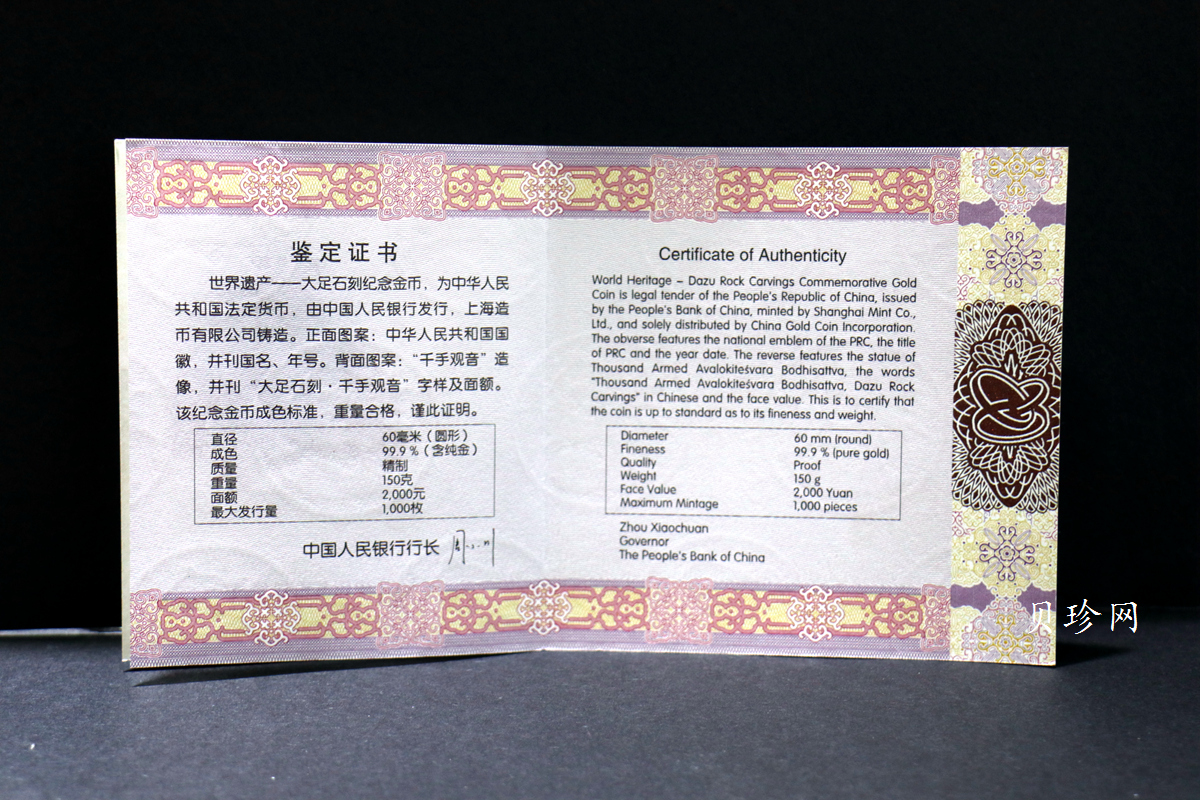 鉴定证书
世界遗产——大足石刻纪念金币，为中华人民
共和国法定货币，由中国人民银行发行，上海造
币有限公司铸造。正面图案：中华人民共和国国
徽，并刊国名、年号。背面图案：“千手观音”造
像，并刊“大足石刻·千手观音”字样及面额。
该纪念金币成色标准，重量合格，谨此证明。
直径 60毫米（圆形）
成色 99.9％（含纯金）
质量 精制
重量 150克
面额 2,000元
最大发行量 1,000枚
中国人民银行行长
Certificate of Authenticity
World Heritage – Dazu Rock Carvings Commemorative Gold
Coin is legal tender of the People's Republic of China, issued
by the People's Bank of China, minted by Shanghai Mint Co.,
Ltd., and solely distributed by China Gold Coin Incorporation.
The obverse features the national emblem of the PRC, the title
of PRC and the year date. The reverse features the statue of
Thousand Armed Avalokiteśvara Bodhisattva, the words
"Thousand Armed Avalokiteśvara Bodhisattva, Dazu Rock
Carvings" in Chinese and the face value. This is to certify that
the coin is up to standard as to its fineness and weight.
Diameter 60 mm (round)
Fineness 99.9 % (pure gold)
Quality Proof
Weight 150 g
Face Value 2,000 Yuan
Maximum Mintage 1,000 pieces
Zhou Xiaochuan
Governor
The People's Bank of China
贝珍网